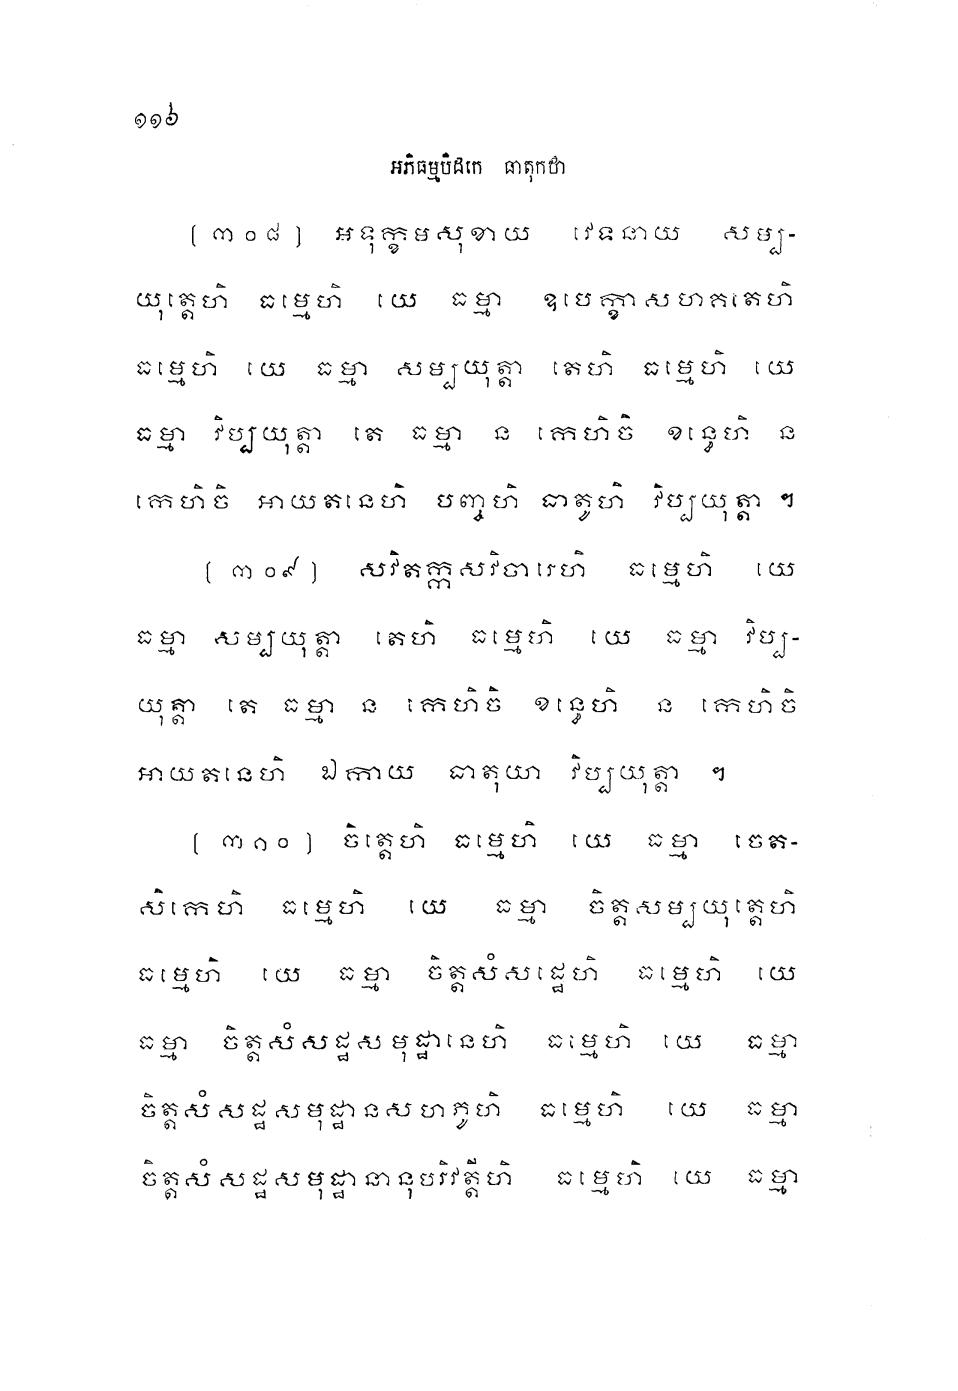 ១១៦
អភិធម្មបិដកេ ធាតុកថា
(៣០៨) អទុក្ខមសុខាយ វេទនាយ សម្ប-
យុត្តេហិ ធម្មេហិ យេ ធម្មា ឧបេក្ខាសហគតេហិ
ធម្មេហិ យេ ធម្មា សម្បយុត្តា តេហិ ធម្មេហិ យេ
ធម្មា វិប្បយុត្តា តេ ធម្មា ន កេហិចិ ខន្ធេហិ ន
កេហិចិ អាយតនេហិ បញ្ចហិ ធាតូហិ វិប្បយុត្តា ។
(៣០៩) សវិតក្កសវិចារេហិ ធម្មេហិ យេ
ធម្មា សម្បយុត្តា តេហិ ធម្មេហិ យេ ធម្មា វិប្ប-
យុត្តា តេ ធម្មា ន កេហិចិ ខន្ធេហិ ន កេហិចិ
អាយតនេហិ ឯកាយ ធាតុយា វិប្បយុត្តា ។
(៣១០) ចិត្តេហិ ធម្មេហិ យេ ធម្មា ចេត-
សិកេហិ ធម្មេហិ យេ ធម្មា ចិត្តសម្បយុត្តេហិ
ធម្មេហិ យេ ធម្មា ចិត្តសំសដ្ឋេហិ ធម្មេហិ យេ
ធម្មា ចិត្តសំសដ្ឋសមុដ្ឋានេហិ ធម្មេហិ យេ ធម្មា
ចិត្តសំសដ្ឋសមុដ្ឋានសហភូហិ ធម្មេហិ យេ ធម្មា
ចិត្តសំសដ្ឋសមុដ្ឋានានុបរិវត្តីហិ ធម្មេហិ យេ ធម្មា